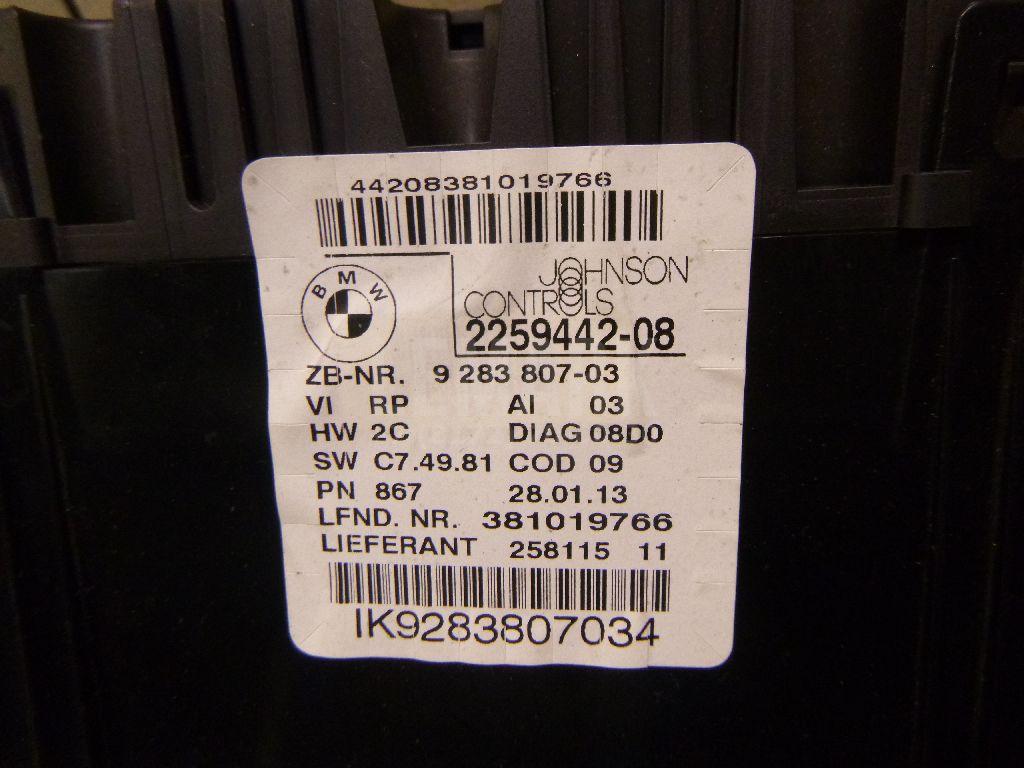 44208381019766
BMW
JOHNSON
CONTROLS
2259442-08
ZB-NR. 9 283 807-03
VI RP AI 03
HW 2C DIAG 08D0
SW C7.49.81 COD 09
PN 867 28.01.13
LFND. NR. 381019766
LIEFERANT 258115 11
IK9283807034